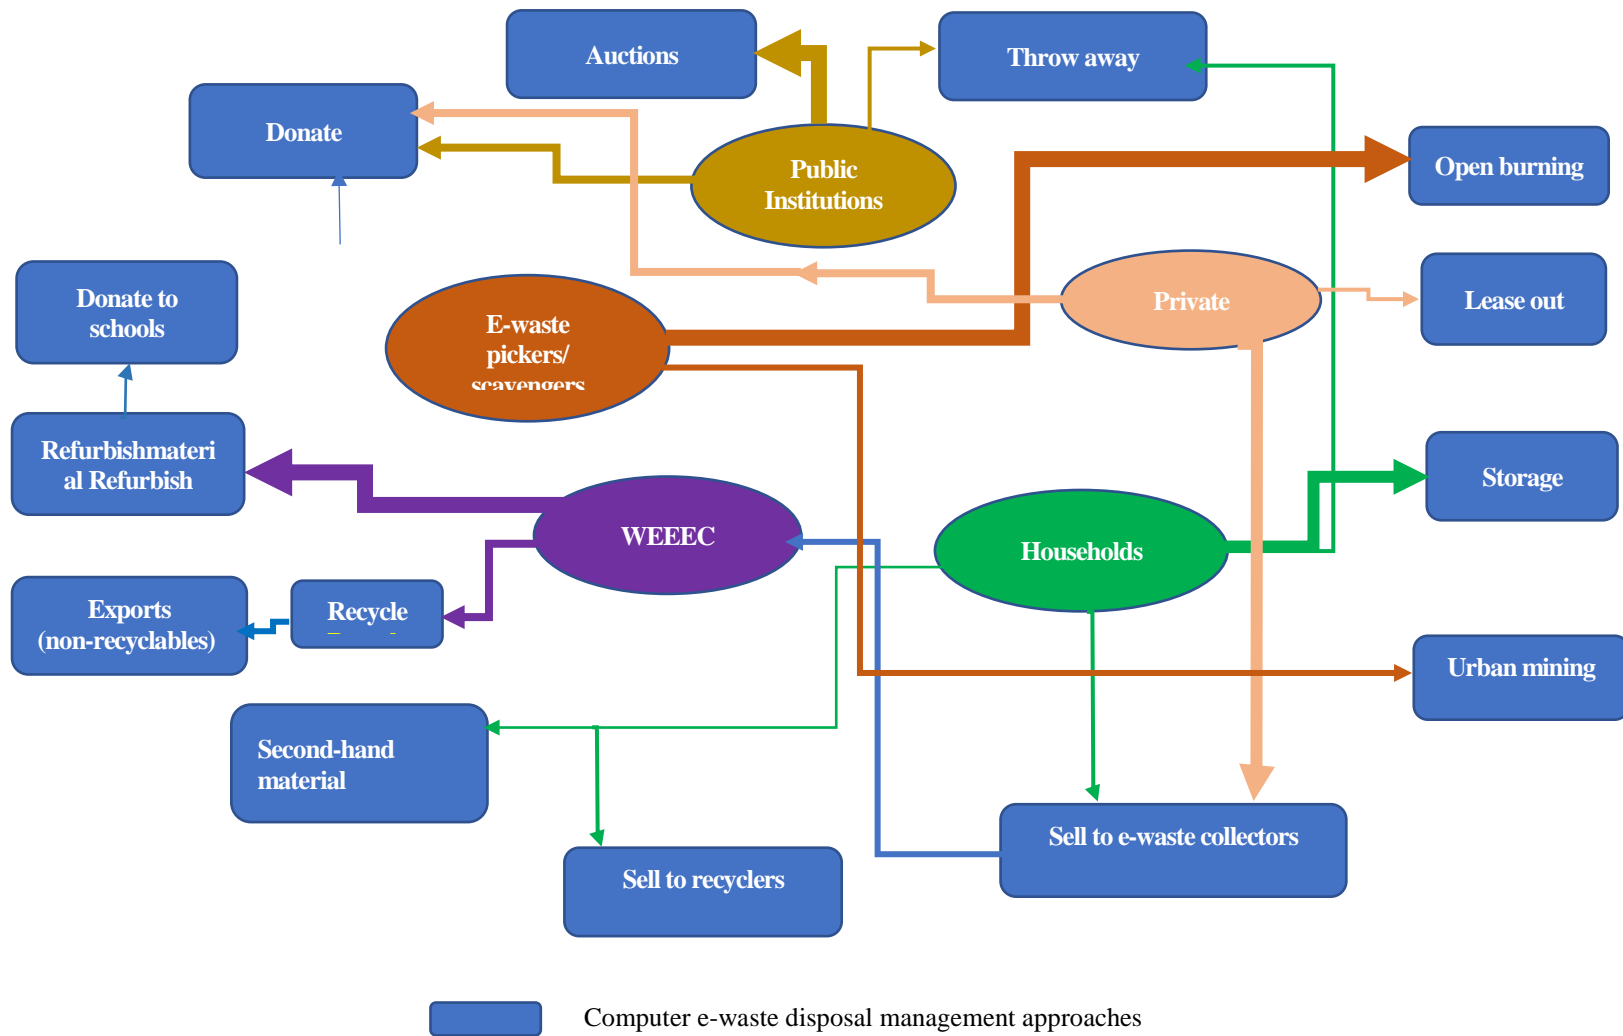 Auctions
Throw away
Donate
Public
Institutions
Open burning
Donate to
schools
E-waste
pickers/
scavengers
Private
Lease out
Refurbishmateri
al Refurbish
WEEEC
Households
Storage
Exports
(non-recyclables)
Recycle
Urban mining
Second-hand
material
Sell to e-waste collectors
Sell to recyclers
Computer e-waste disposal management approaches